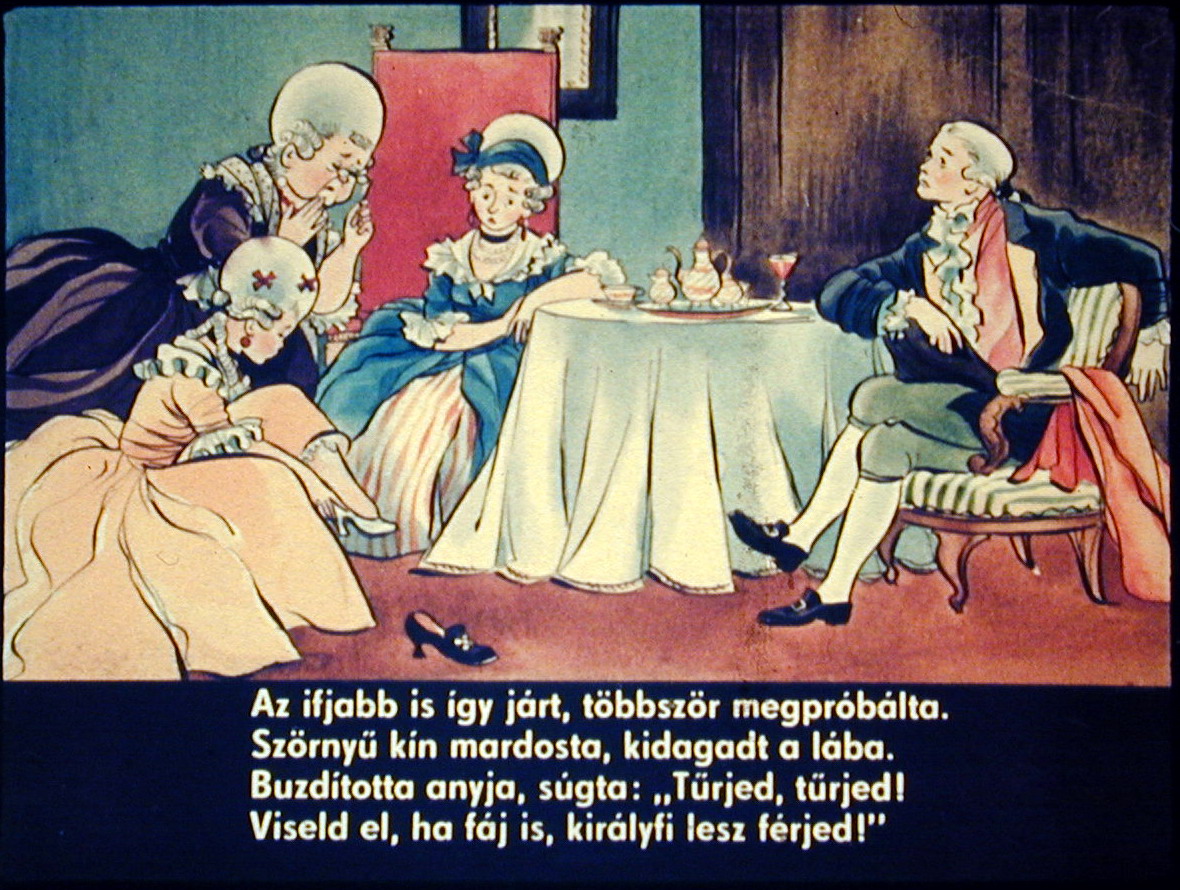 Az ifjabb is így járt, többször megpróbálta.
Szörnyű kín mardosta, kidagadt a lába.
Buzdította anyja, súgta: „Tűrjed, tűrjed!
Viseld el, ha fáj is, királyfi lesz férjed!”